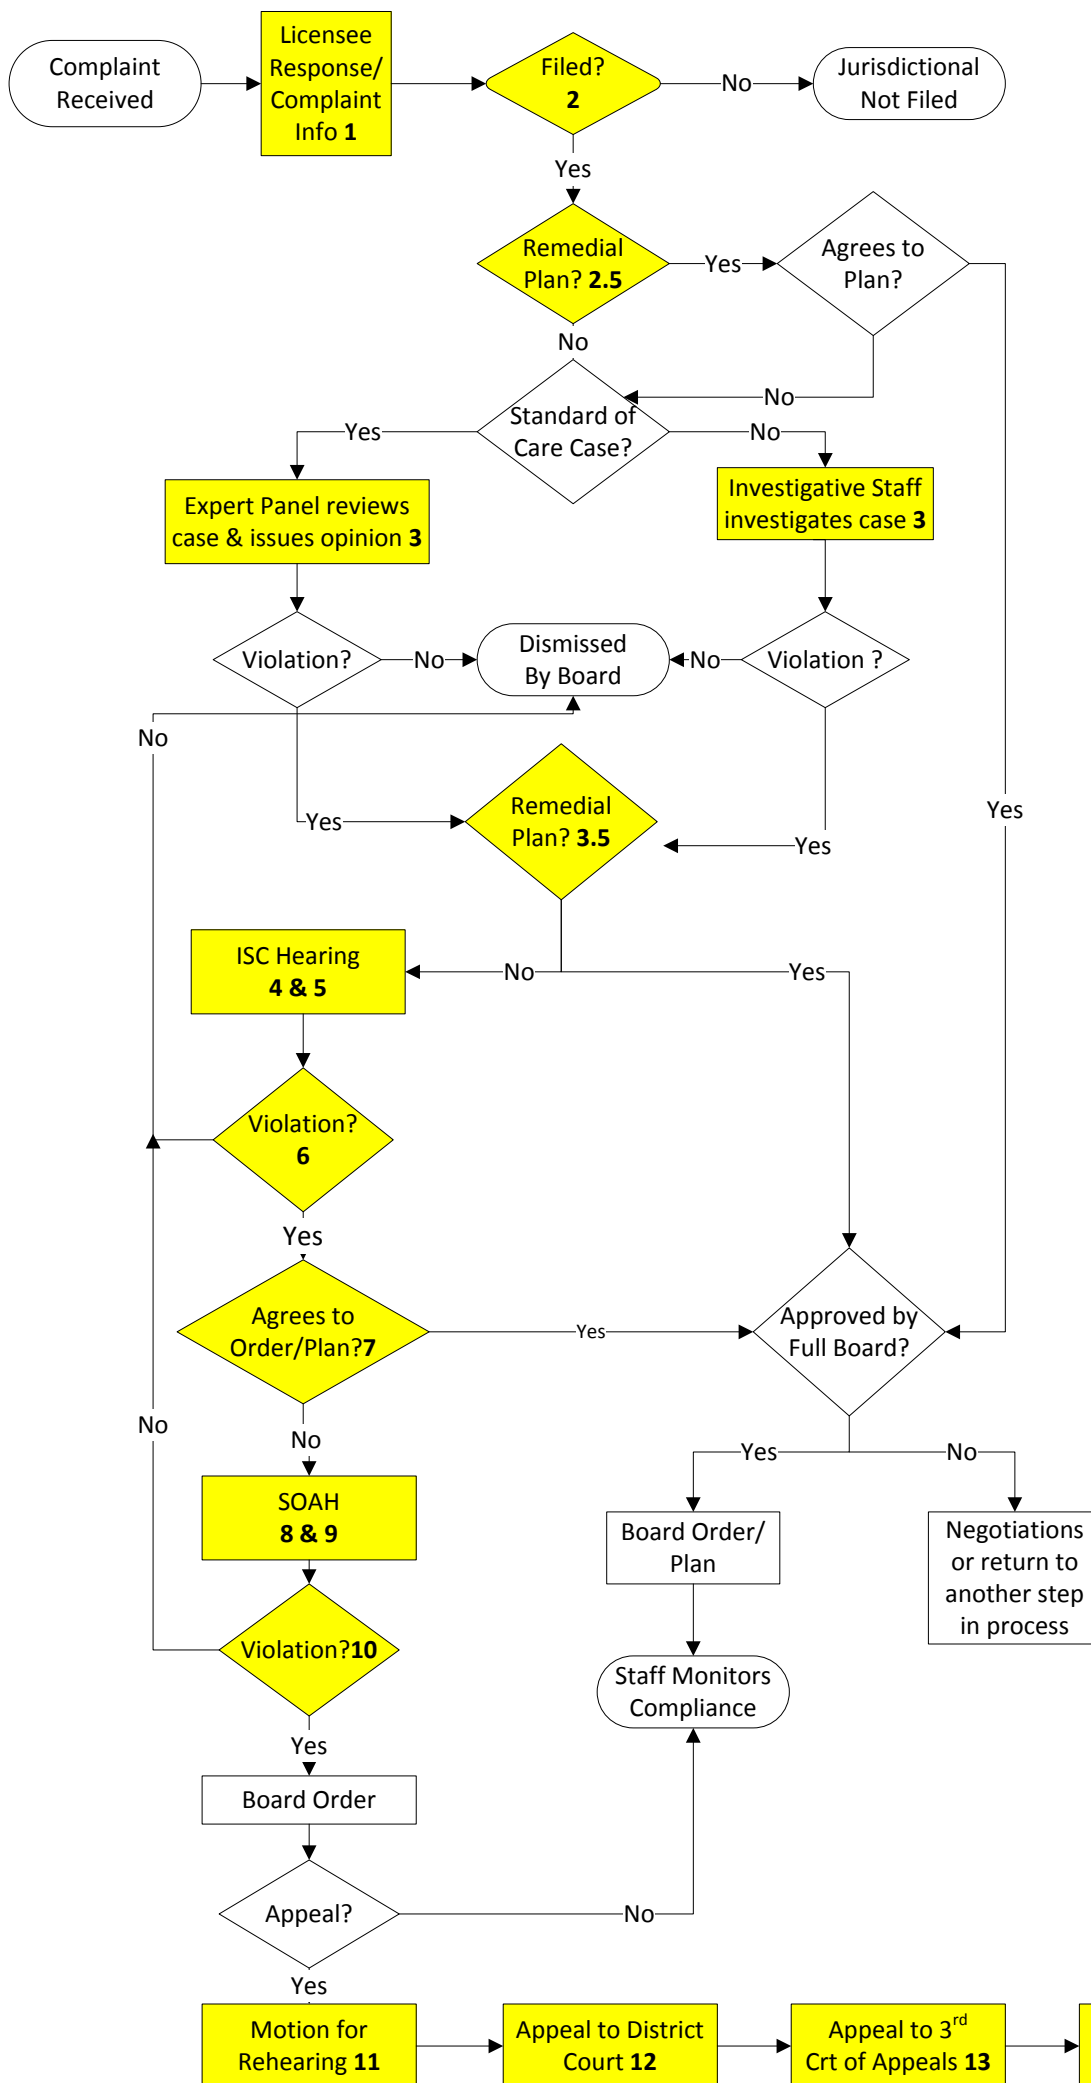 Complaint
Received
Licensee
Response/
Complaint
Info 1
Filed?
2
No
Jurisdictional
Not Filed
Yes
Remedial
Plan? 2.5
Yes
Agrees to
Plan?
No
No
Standard of
Care Case?
Yes
No
Expert Panel reviews
case & issues opinion 3
Investigative Staff
investigates case 3
Violation?
No
Dismissed
By Board
No
Violation ?
No
Yes
Remedial
Plan? 3.5
Yes
Yes
ISC Hearing
4 & 5
No
Yes
Violation?
6
Yes
Agrees to
Order/Plan?7
Yes
Approved by
Full Board?
No
No
Yes
No
SOAH
8 & 9
Board Order/
Plan
Negotiations
or return to
another step
in process
Violation?10
Staff Monitors
Compliance
Yes
Board Order
Appeal?
No
Yes
Motion for
Rehearing 11
Appeal to District
Court 12
Appeal to 3rd
Crt of Appeals 13